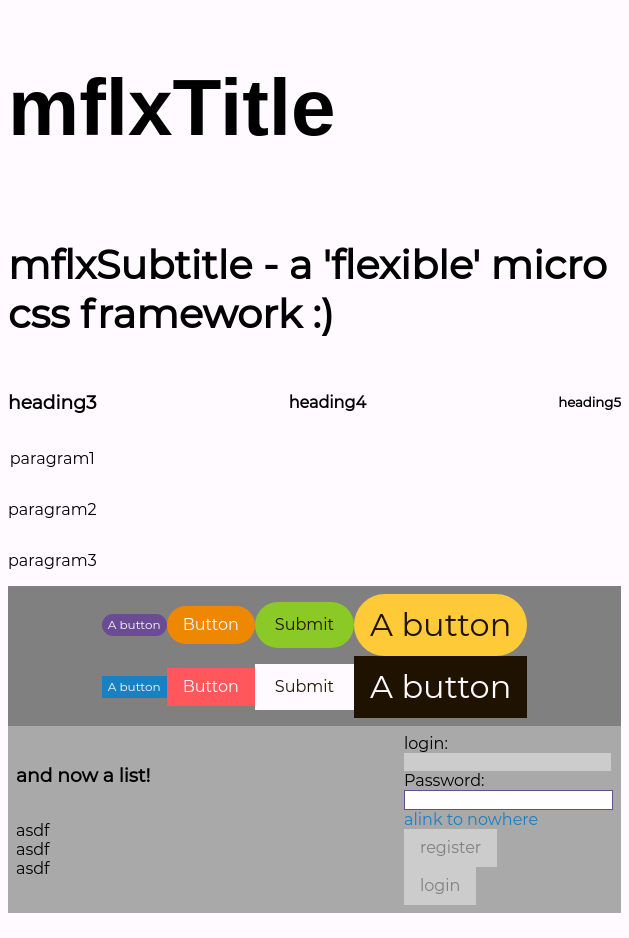 mflxTitle
mflxSubtitle - a 'flexible' micro
css framework :)
heading3 heading4 heading5
paragram1
paragram2
paragram3
A button Button Submit A button
A button Button Submit A button
and now a list!
asdf
asdf
asdf
login:
Password:
alink to nowhere
register
login